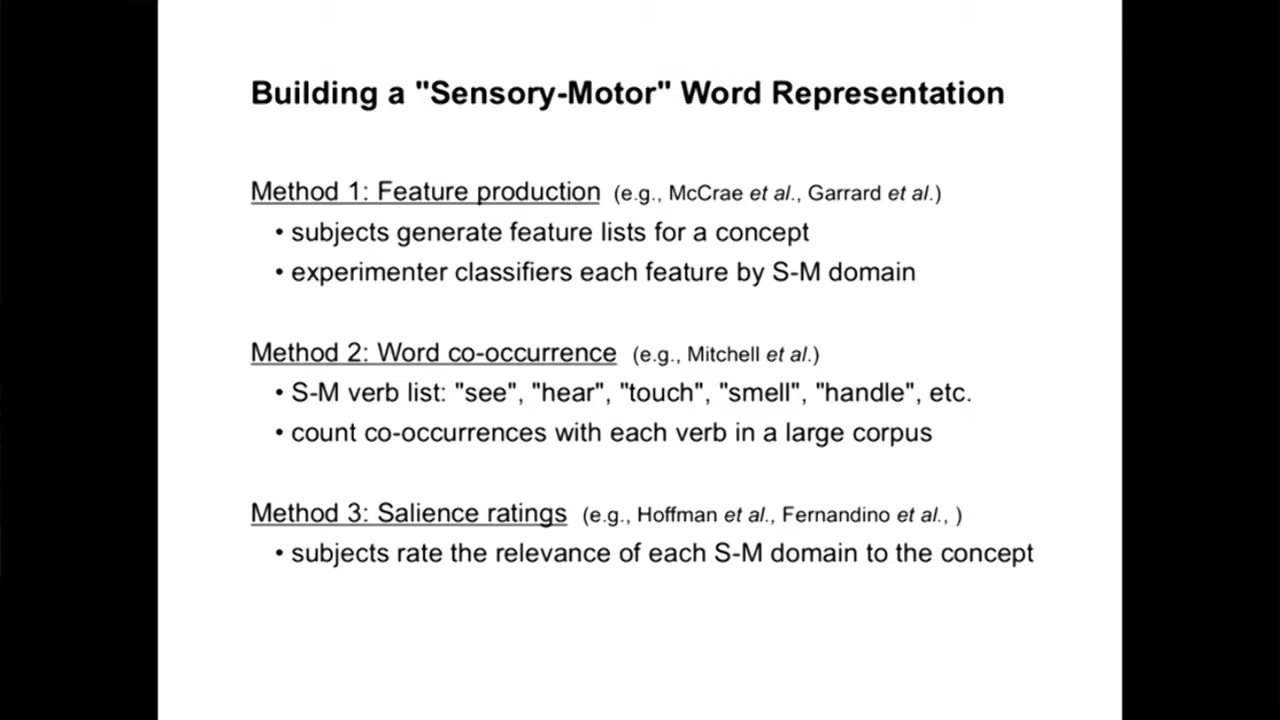 Building a "Sensory-Motor" Word Representation
Method 1: Feature production (e.g., McCrae et al., Garrard et al.)
• subjects generate feature lists for a concept
• experimenter classifiers each feature by S-M domain
Method 2: Word co-occurrence (e.g., Mitchell et al.)
• S-M verb list: "see", "hear", "touch", "smell", "handle", etc.
• count co-occurrences with each verb in a large corpus
Method 3: Salience ratings (e.g., Hoffman et al., Fernandino et al., )
• subjects rate the relevance of each S-M domain to the concept